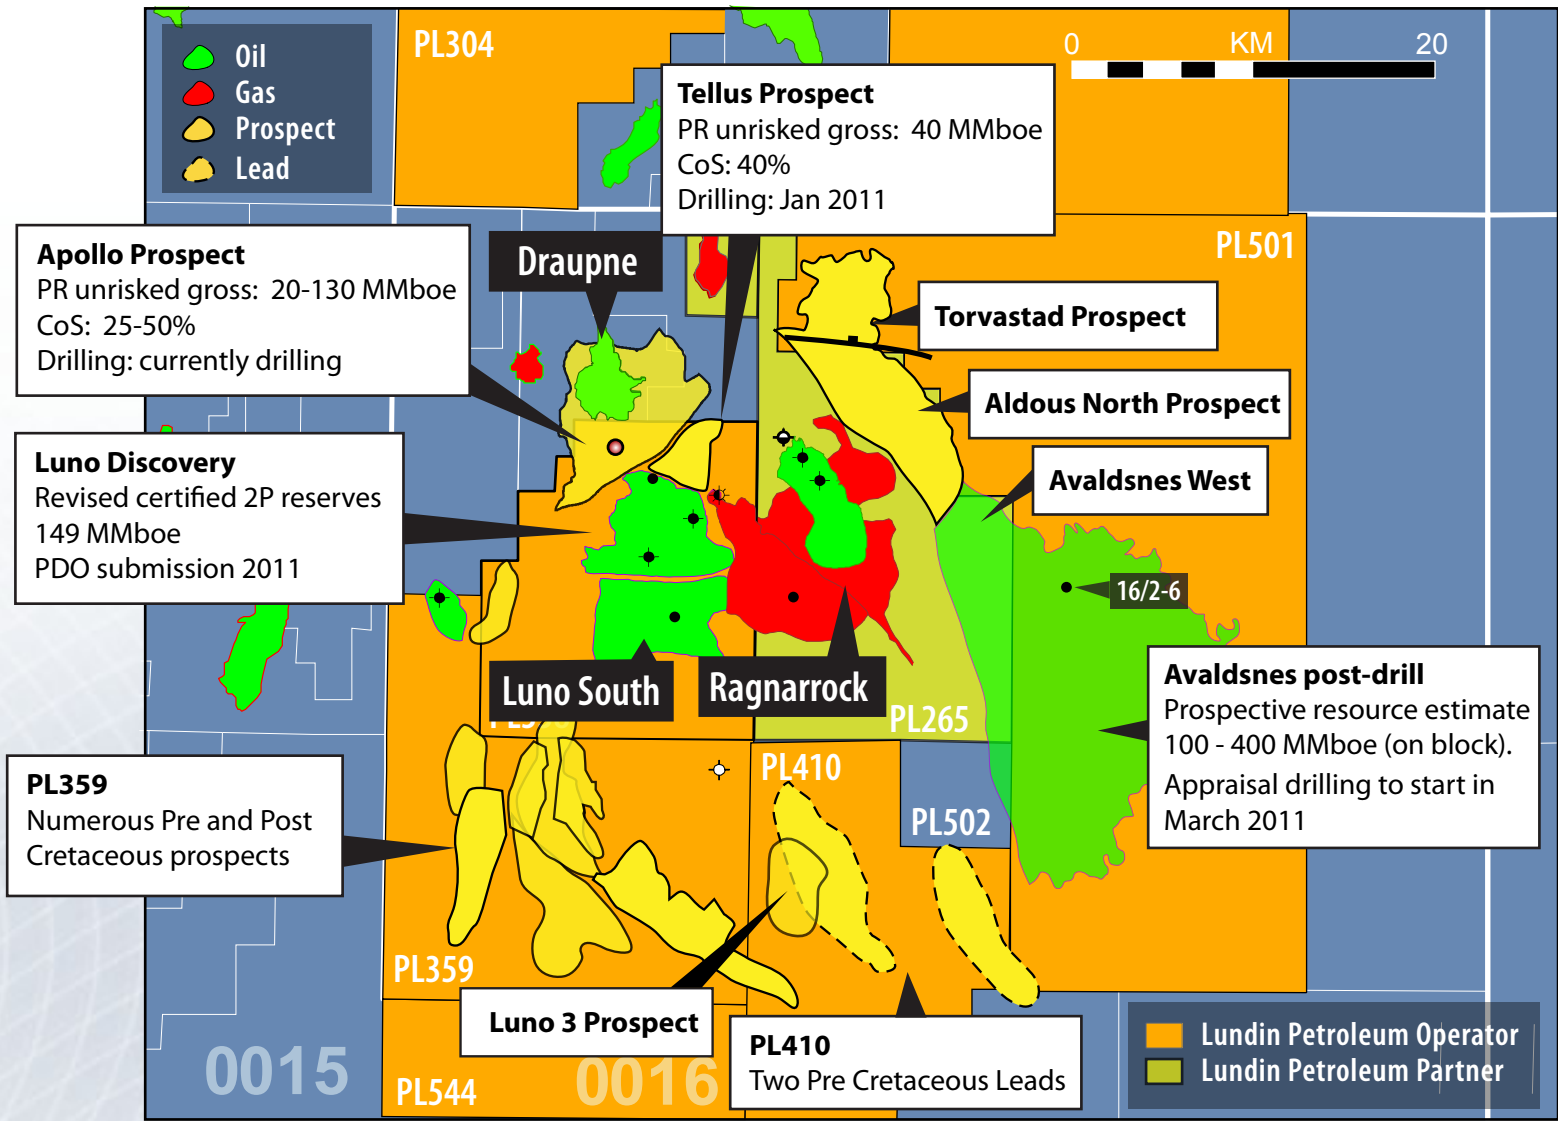 Oil
Gas
Prospect
Lead
PL304
0 KM 20
Tellus Prospect
PR unrisked gross: 40 MMboe
CoS: 40%
Drilling: Jan 2011
Apollo Prospect
PR unrisked gross: 20-130 MMboe
CoS: 25-50%
Drilling: currently drilling
Draupne
PL501
Torvastad Prospect
Aldous North Prospect
Luno Discovery
Revised certified 2P reserves
149 MMboe
PDO submission 2011
Avaldsnes West
16/2-6
Luno South
Ragnarrock
PL265
Avaldsnes post-drill
Prospective resource estimate
100 - 400 MMboe (on block).
Appraisal drilling to start in
March 2011
PL359
Numerous Pre and Post
Cretaceous prospects
PL410
PL502
PL359
Luno 3 Prospect
PL410
Two Pre Cretaceous Leads
0015
0016
PL544
Lundin Petroleum Operator
Lundin Petroleum Partner